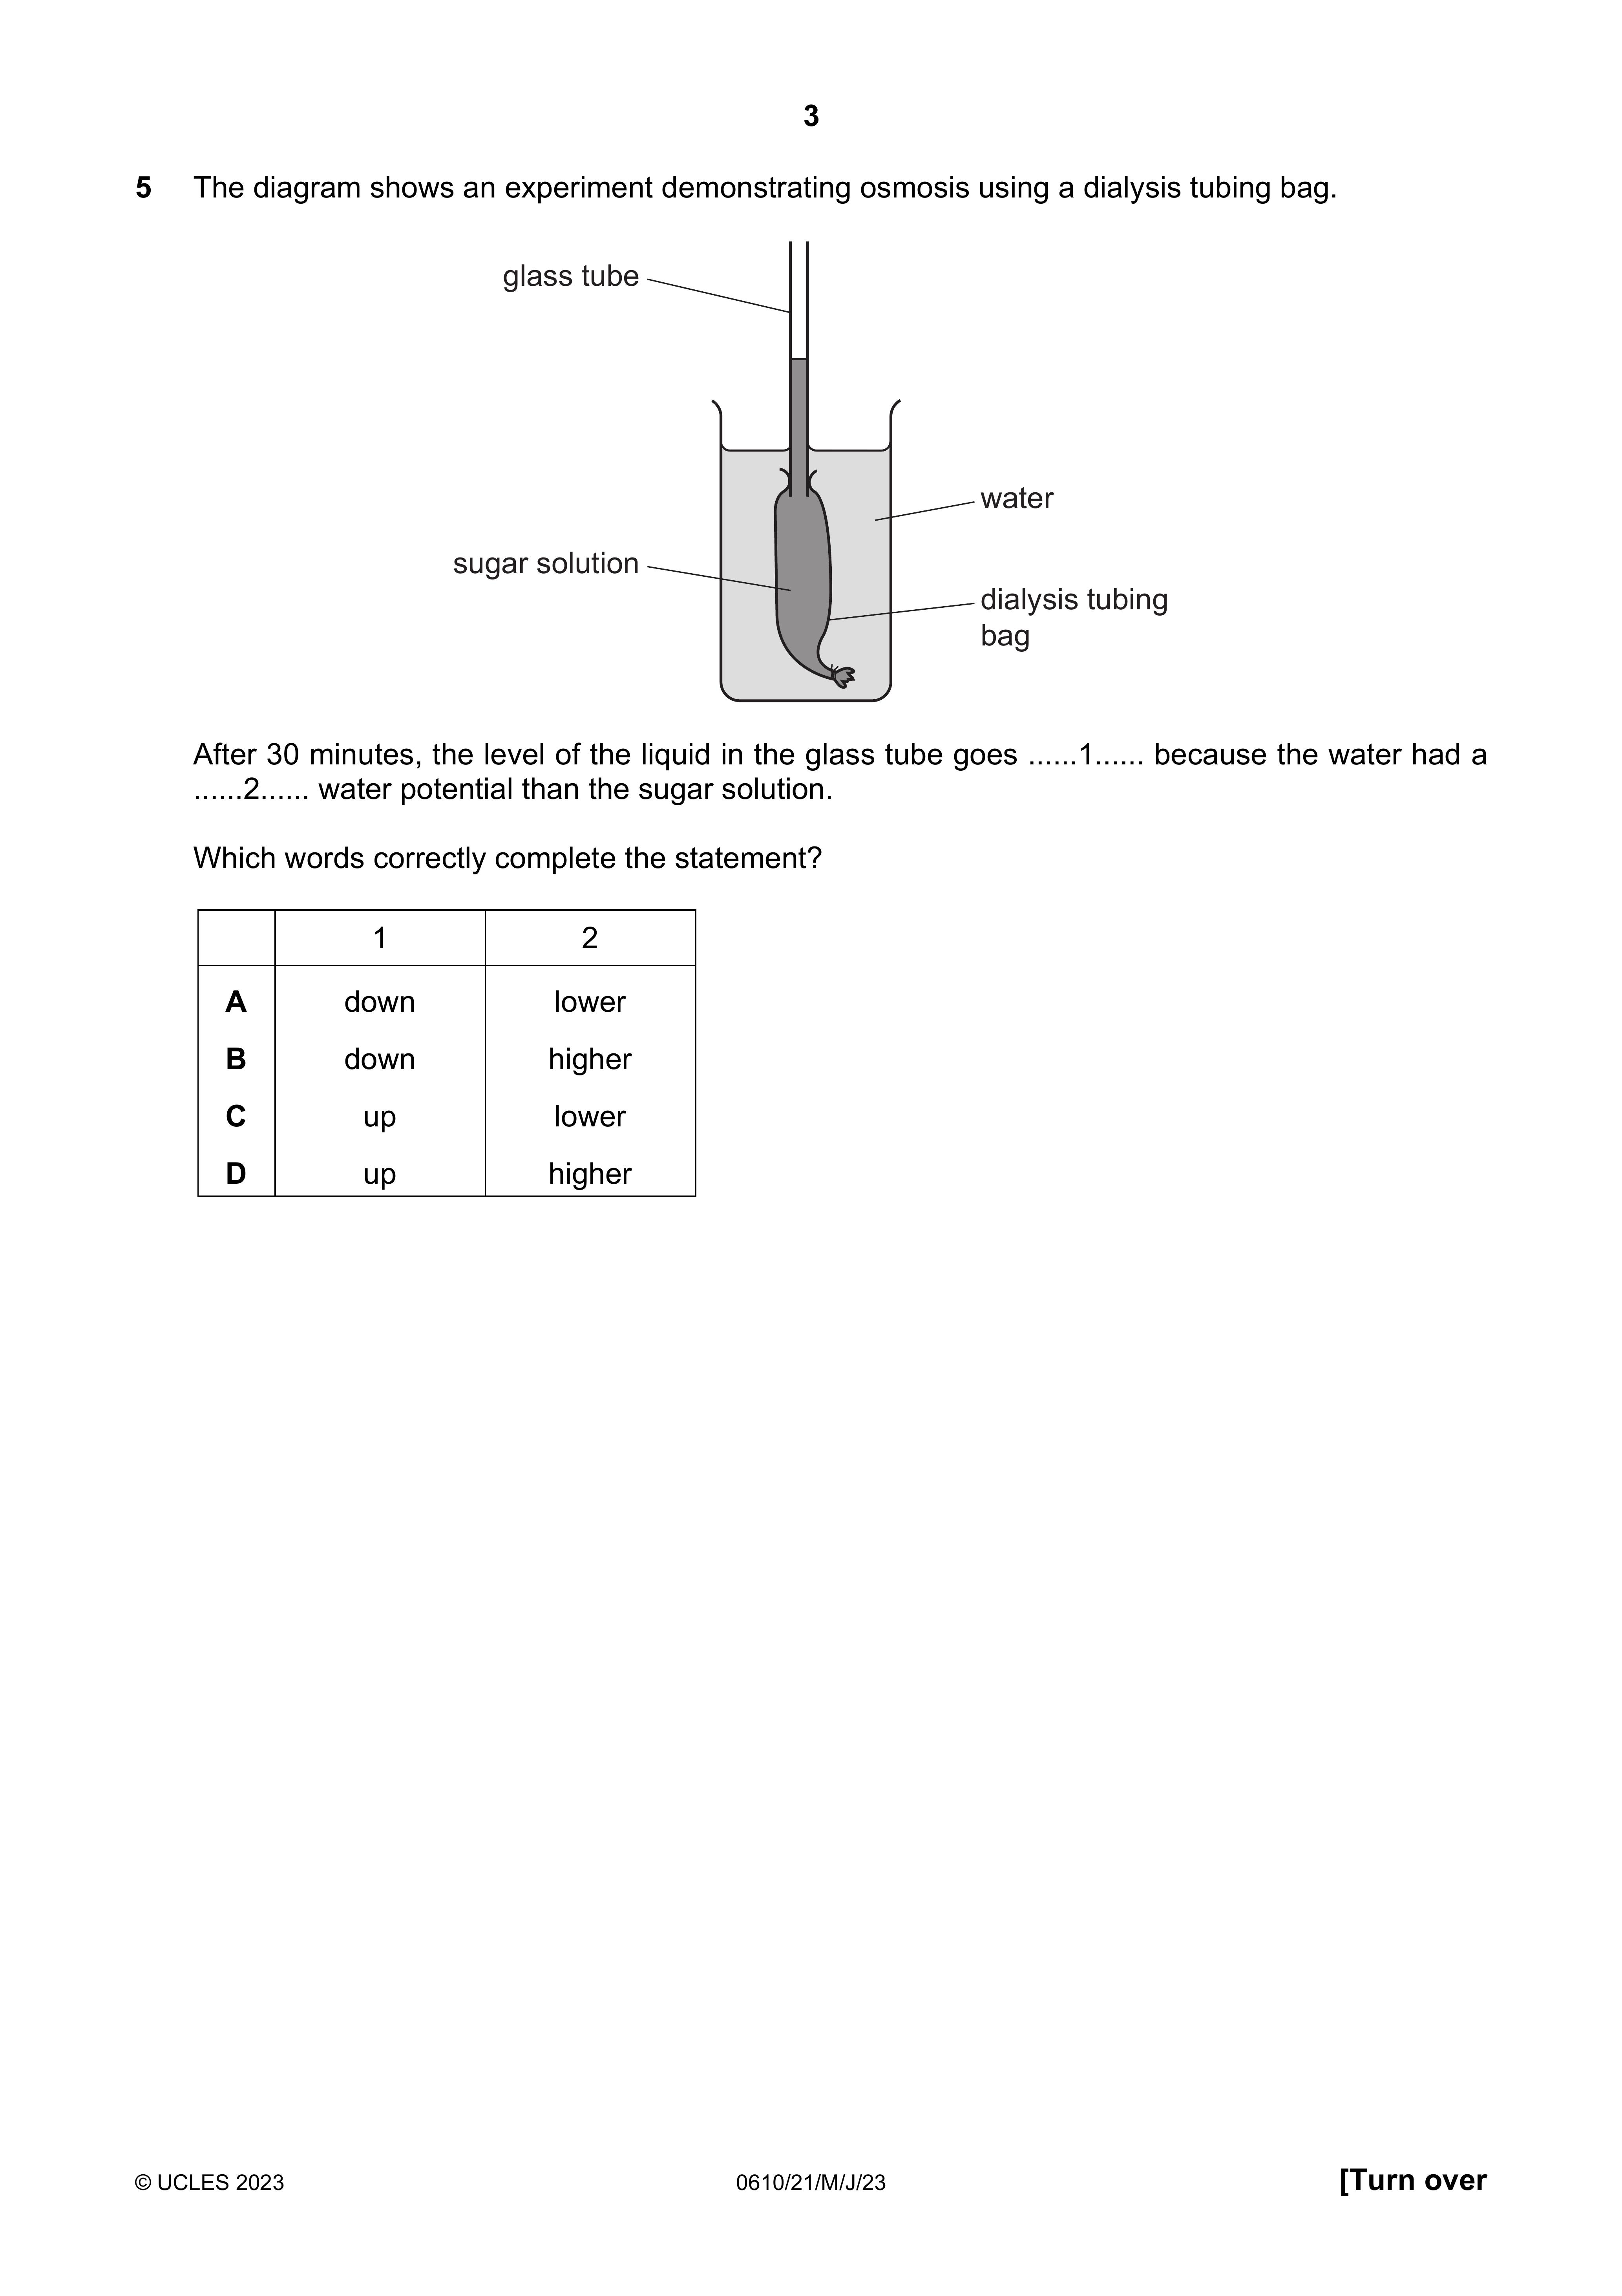 3
5 The diagram shows an experiment demonstrating osmosis using a dialysis tubing bag.
glass tube
water
sugar solution
dialysis tubing
bag
After 30 minutes, the level of the liquid in the glass tube goes ......1...... because the water had a
......2...... water potential than the sugar solution.
Which words correctly complete the statement?
1 2
A down lower
B down higher
C up lower
D up higher
© UCLES 2023 0610/21/M/J/23 [Turn over